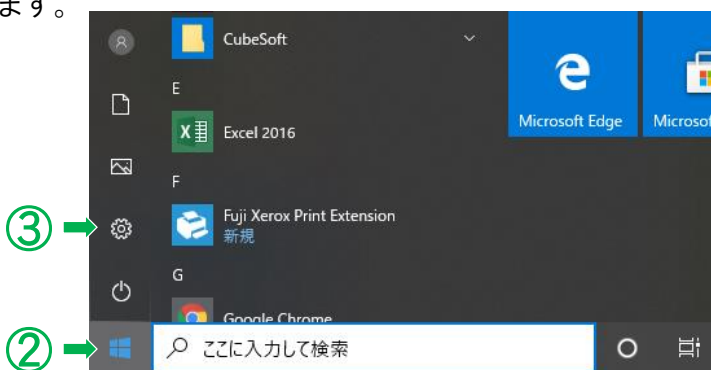 ます。
CubeSoft
E
Excel 2016
F
Fuji Xerox Print Extension
新規
G
Google Chrome
Microsoft Edge
Microsof
③
②
ここに入力して検索